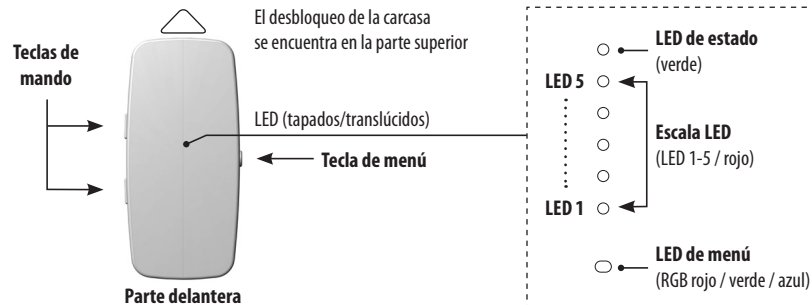 El desbloqueo de la carcasa
se encuentra en la parte superior
Teclas de
mando
LED (tapados/translúcidos)
Tecla de menú
Parte delantera
LED de estado
(verde)
LED 5
Escala LED
(LED 1-5 / rojo)
LED 1
LED de menú
(RGB rojo / verde / azul)